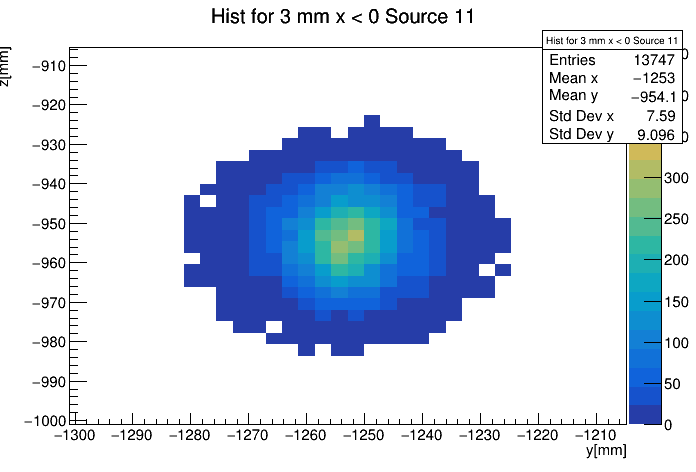 Hist for 3 mm x < 0 Source 11
Hist for 3 mm x < 0 Source 11
Entries 13747
Mean x −1253
Mean y −954.1
Std Dev x 7.59
Std Dev y 9.096
z[mm]
−910
−920
−930
−940
−950
−960
−970
−980
−990
−1000
−1300 −1290 −1280 −1270 −1260 −1250 −1240 −1230 −1220 −1210
y[mm]
300
250
200
150
100
50
0